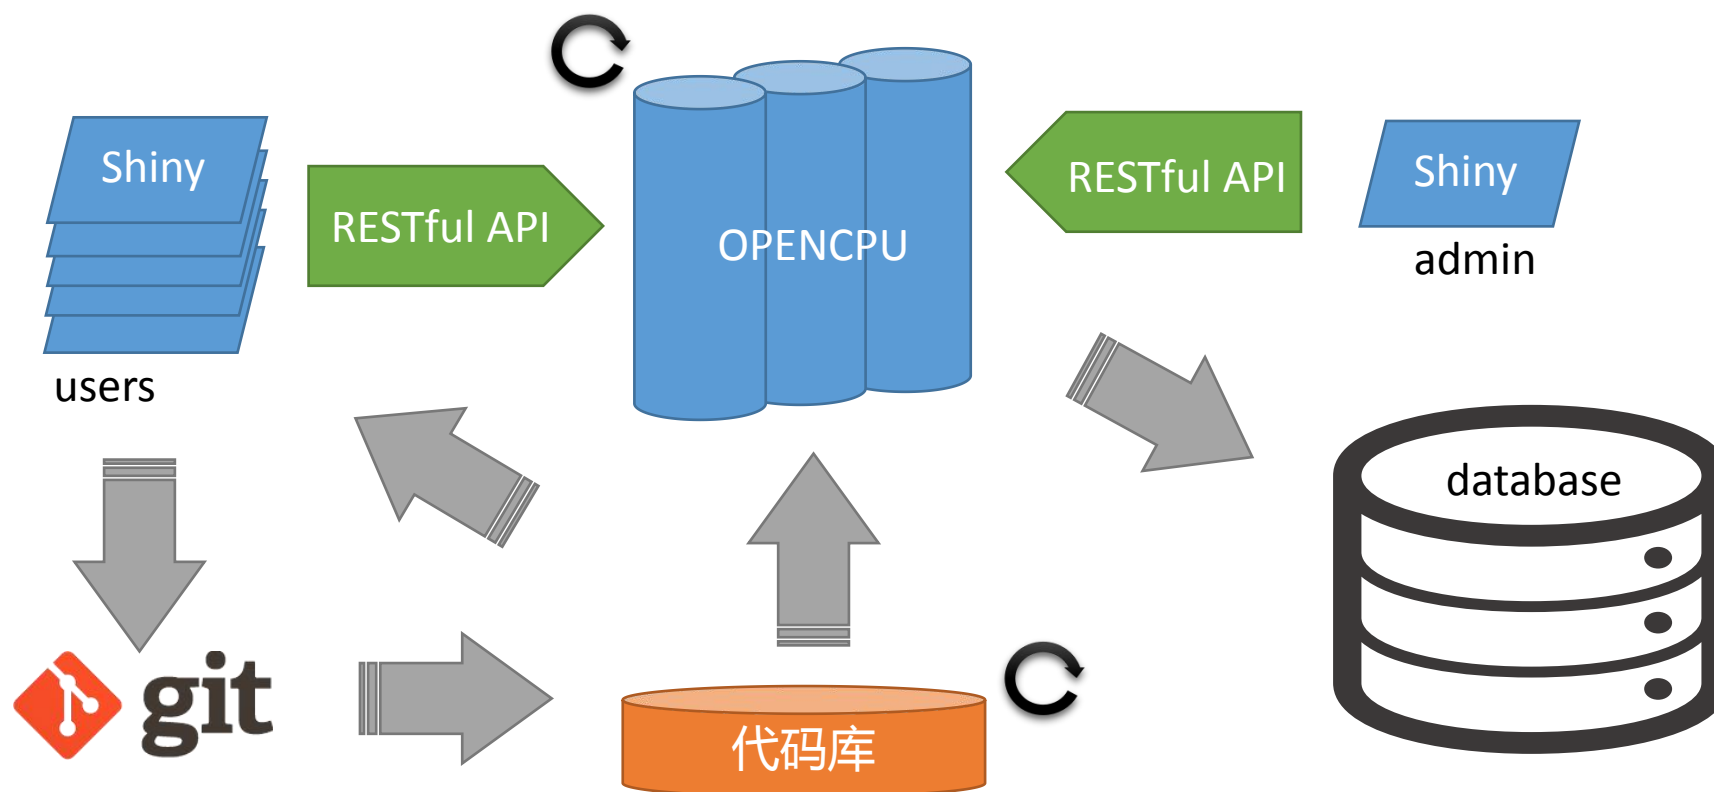 Shiny
users
RESTful API
OPENCPU
RESTful API
Shiny
admin
database
git
代码库